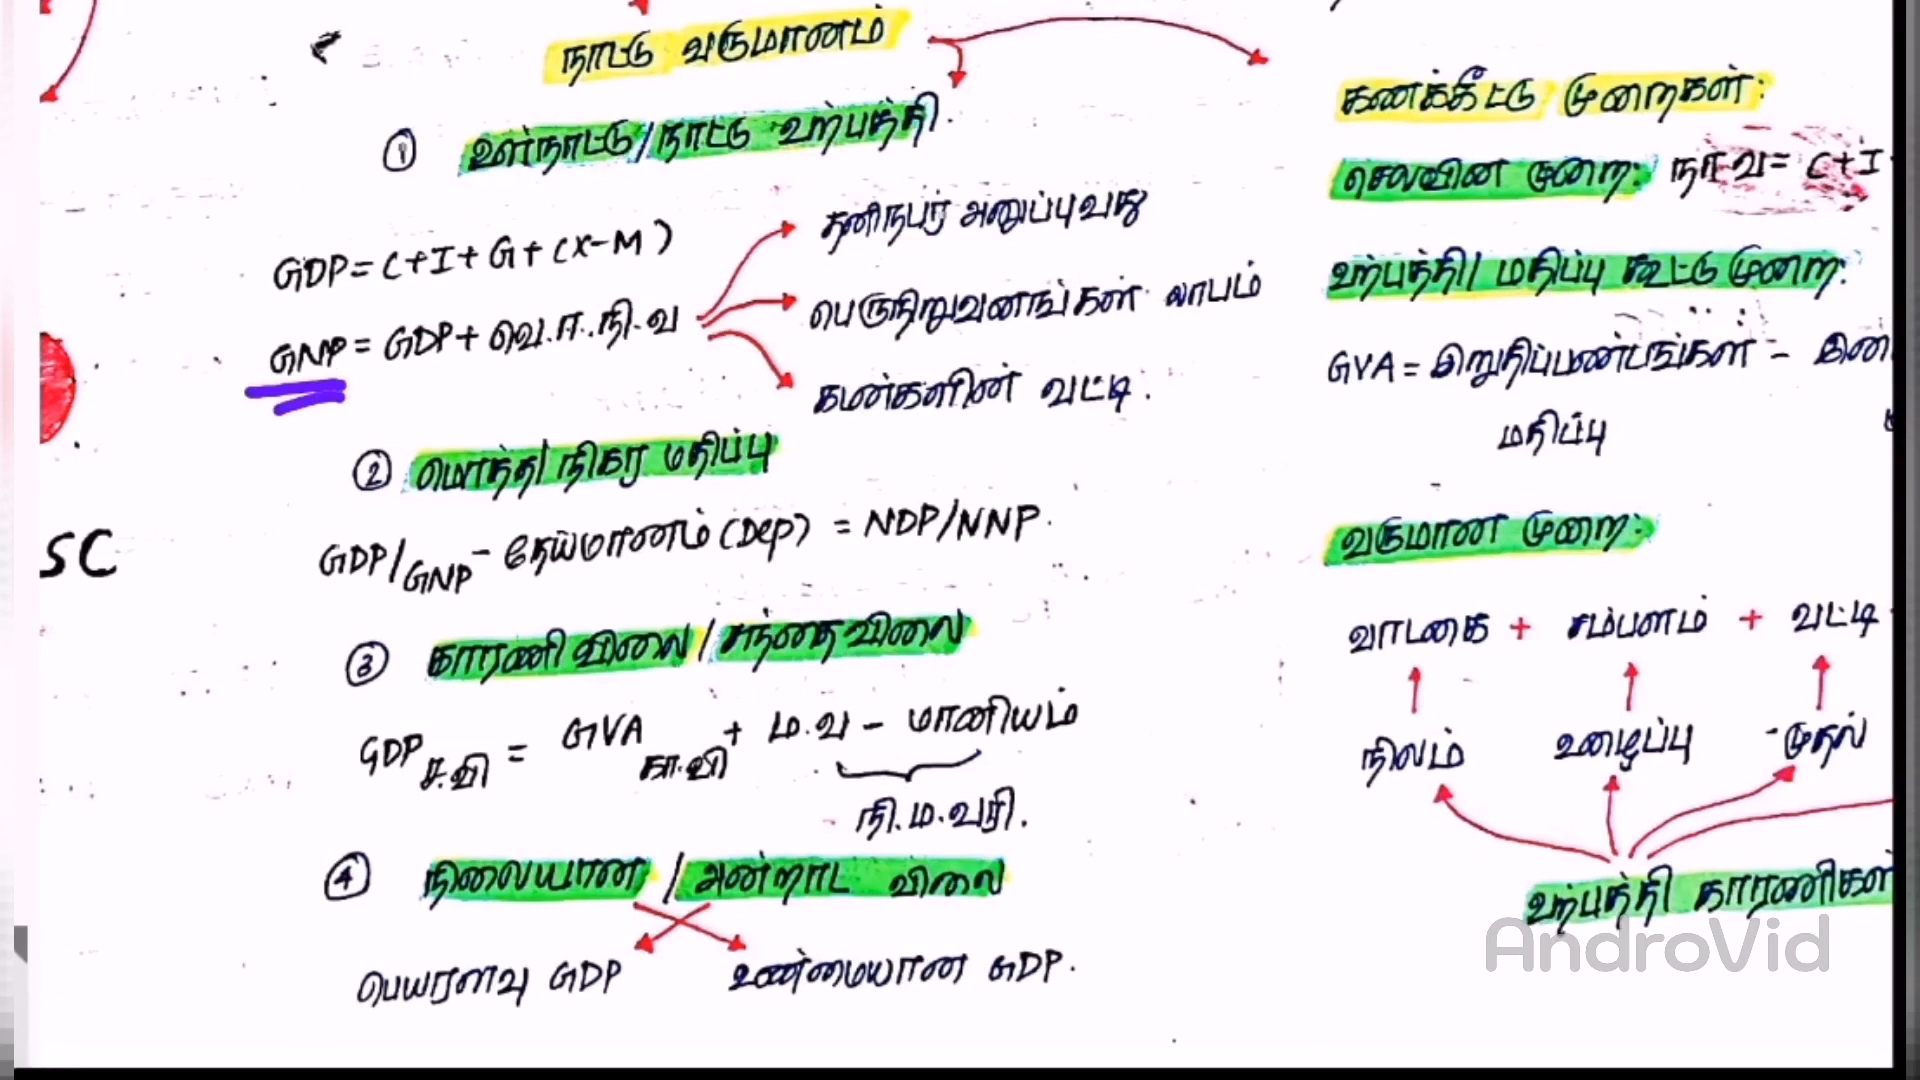 நாட்டு வருமானம்
① உள்நாட்டு/நாட்டு உற்பத்தி.
GDP = C+I+G+(X-M)
GNP = GDP + வெ.ஈ.நி.வ
தனிநபர் அனுப்புவது
பெருநிறுவனங்கள் லாபம்
கடன்களின் வட்டி.
② மொத்த/நிகர மதிப்பு
GDP/GNP - தேய்மானம் (Dep) = NDP/NNP.
③ காரணி விலை/சந்தை விலை
GDP ச.வி = GVA கா.வி + ம.வ - மானியம்
நி.ம.வரி.
④ நிலையான / அன்றாட விலை
பெயரளவு GDP உண்மையான GDP.
SC
கணக்கீட்டு முறைகள்:
செலவின முறை: நா வ = C+I
உற்பத்தி/ மதிப்பு கூட்டு முறை:
GVA = இறுதிப்பண்டங்கள் -
மதிப்பு
வருமான முறை:
வாடகை + சம்பளம் + வட்டி
நிலம் உழைப்பு முதல்
உற்பத்தி காரணிகள்
AndroVid